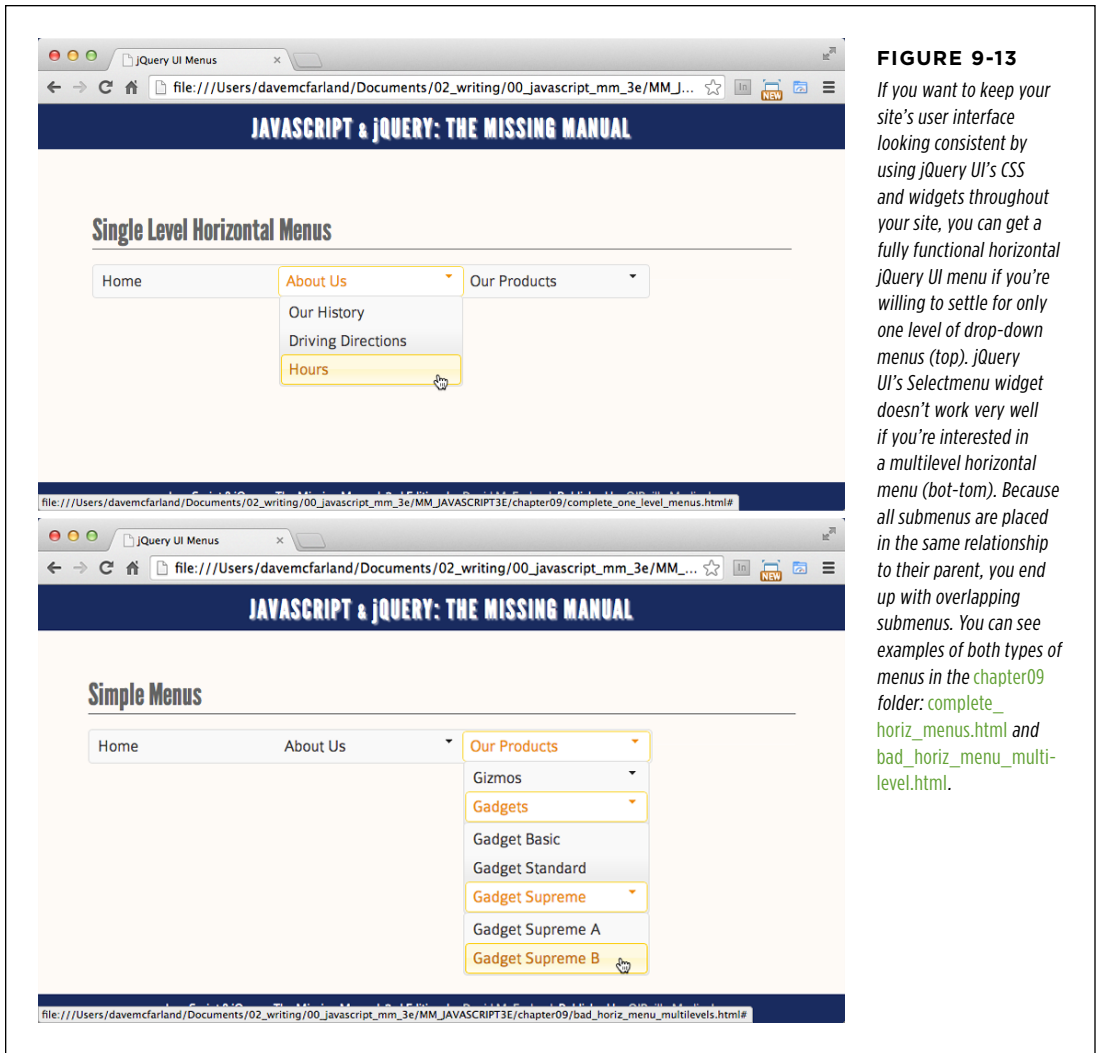 jQuery UI Menus
file:///Users/davemcfarland/Documents/02_writing/00_javascript_mm_3e/MM_J...
In
NEW
JAVASCRIPT & jQUERY: THE MISSING MANUAL
Single Level Horizontal Menus
Home
About Us
Our Products
Our History
Driving Directions
Hours
file:///Users/davemcfarland/Documents/02_writing/00_javascript_mm_3e/MM_JAVASCRIPT3E/chapter09/complete_one_level_menus.html#
jQuery UI Menus
file:///Users/davemcfarland/Documents/02_writing/00_javascript_mm_3e/MM_...
In
NEW
JAVASCRIPT & jQUERY: THE MISSING MANUAL
Simple Menus
Home
About Us
Our Products
Gizmos
Gadgets
Gadget Basic
Gadget Standard
Gadget Supreme
Gadget Supreme A
Gadget Supreme B
file:///Users/davemcfarland/Documents/02_writing/00_javascript_mm_3e/MM_JAVASCRIPT3E/chapter09/bad_horiz_menu_multilevels.html#
FIGURE 9-13
If you want to keep your
site's user interface
looking consistent by
using jQuery UI's CSS
and widgets throughout
your site, you can get a
fully functional horizontal
jQuery UI menu if you're
willing to settle for only
one level of drop-down
menus (top). jQuery
UI's Selectmenu widget
doesn't work very well
if you're interested in
a multilevel horizontal
menu (bot-tom). Because
all submenus are placed
in the same relationship
to their parent, you end
up with overlapping
submenus. You can see
examples of both types of
menus in the chapter09
folder: complete_
horiz_menus.html and
bad_horiz_menu_multi-
level.html.